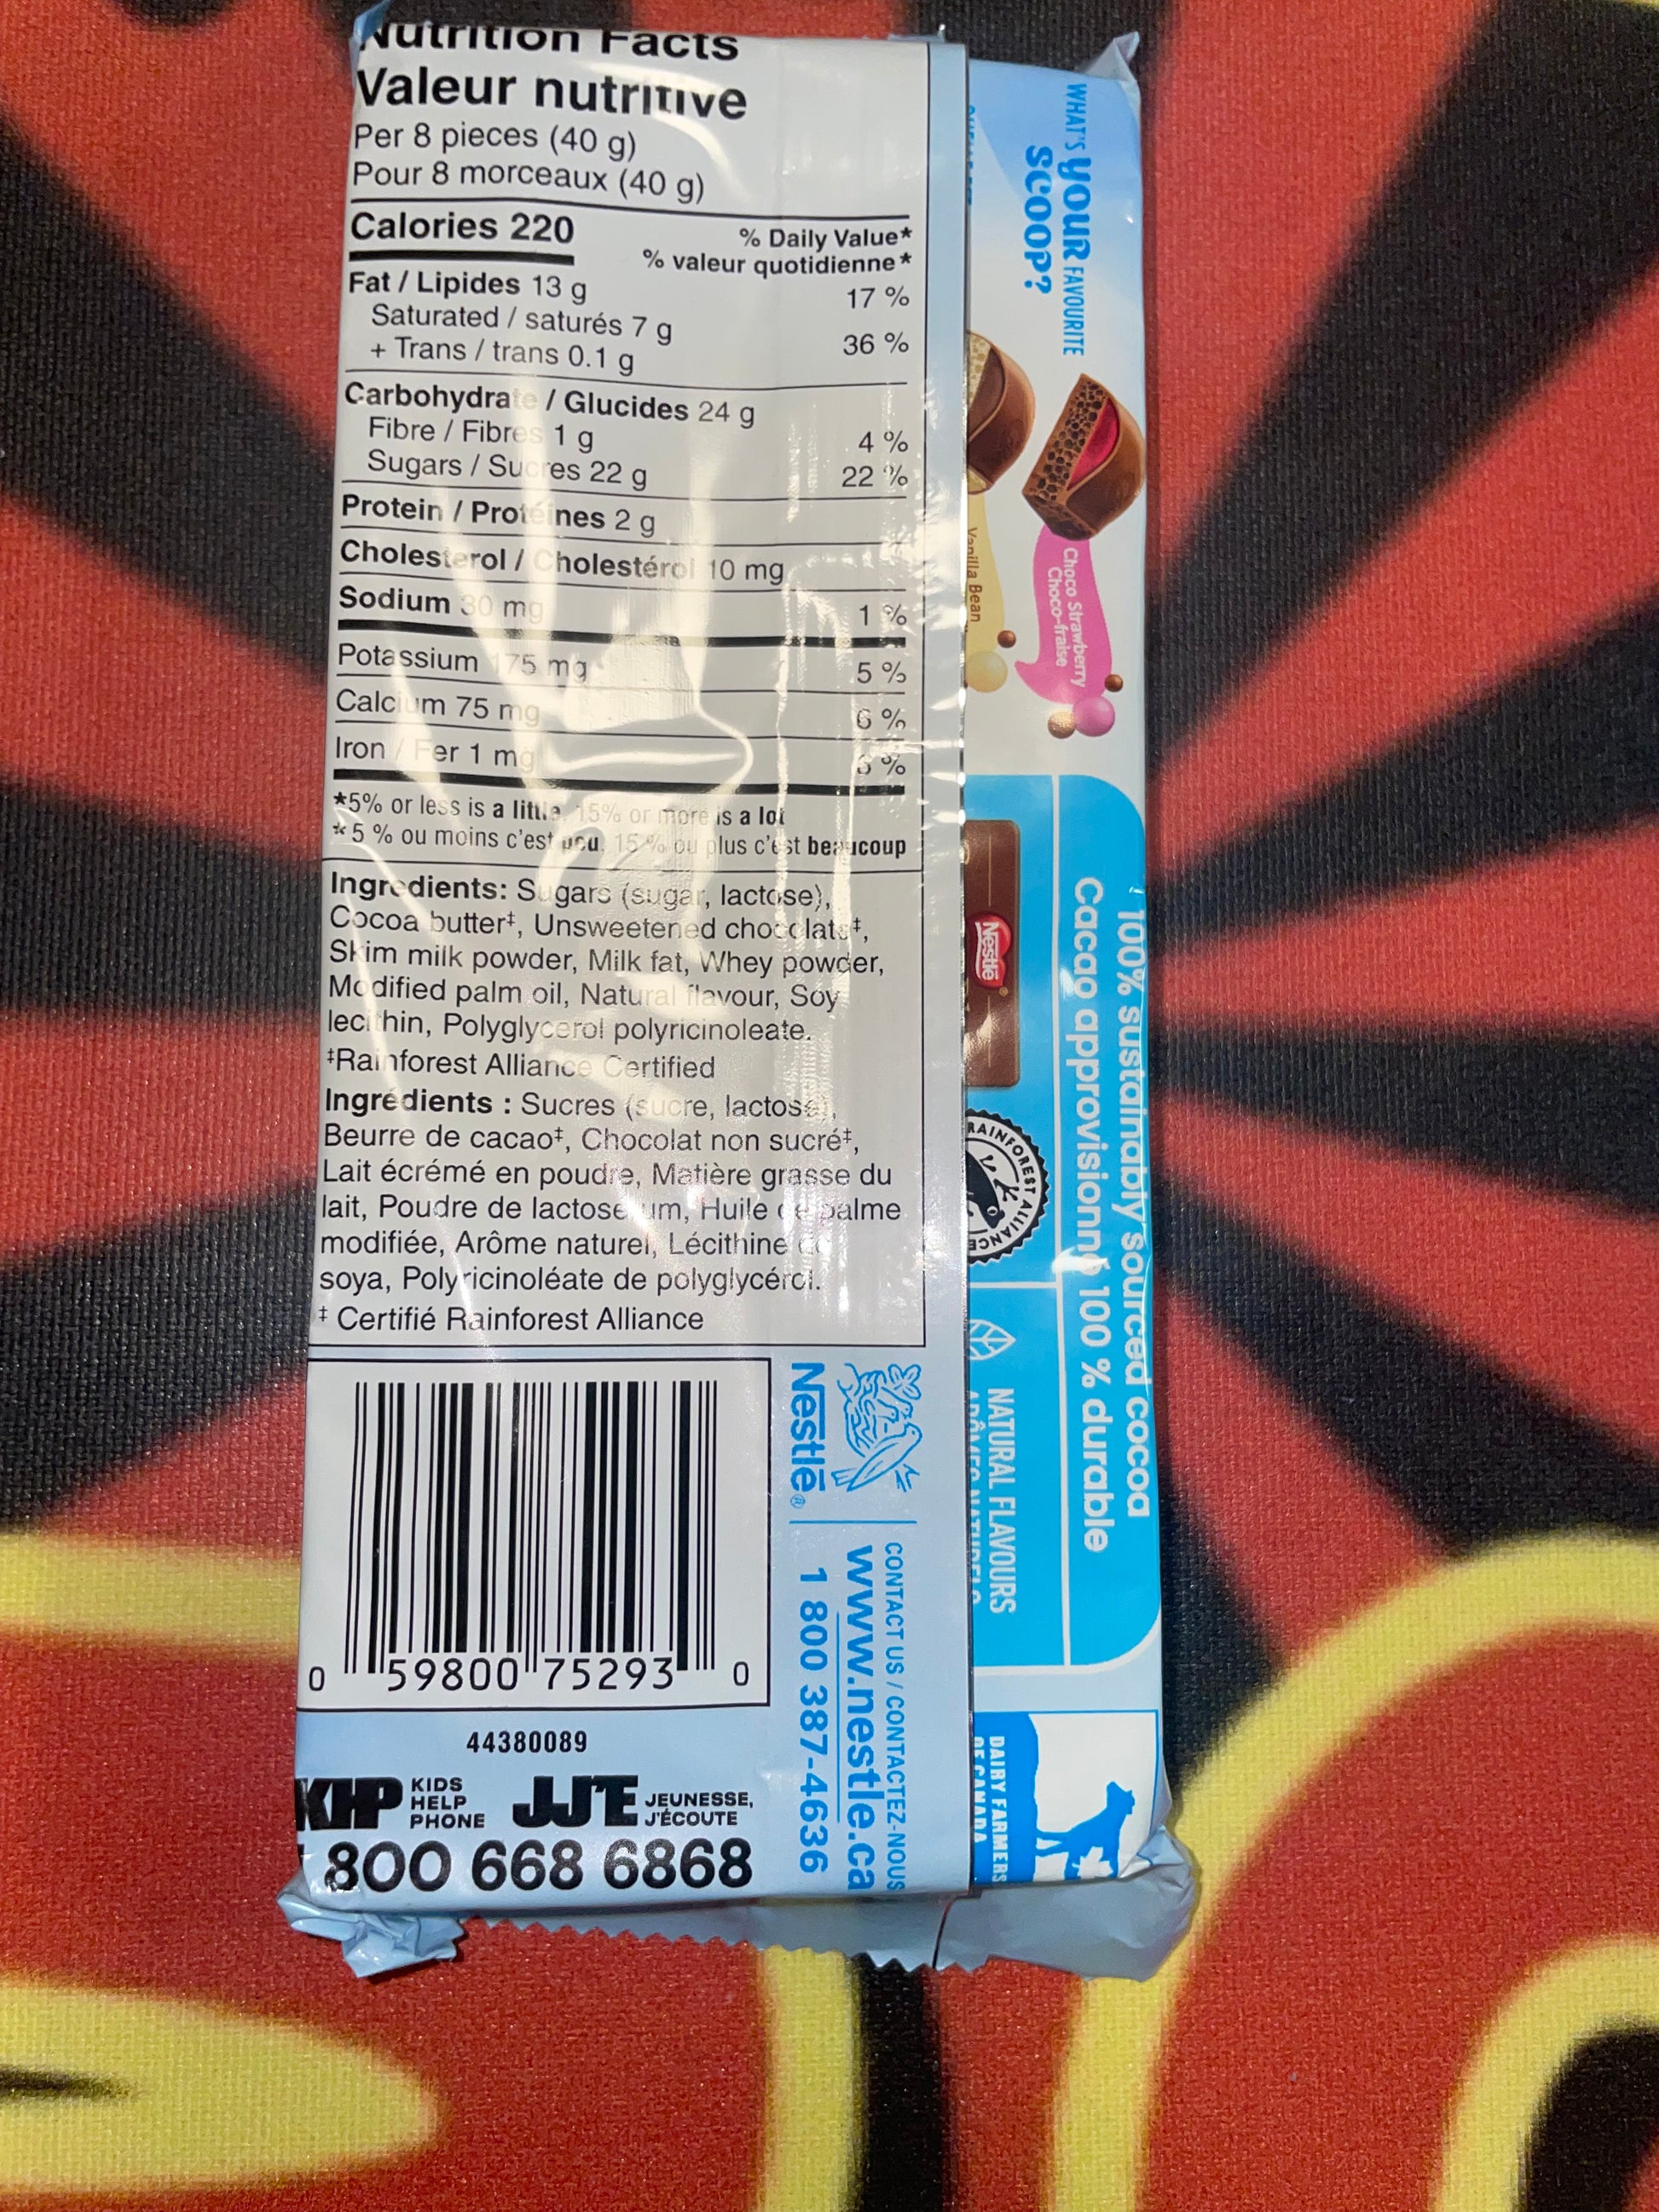 Nutrition Facts
Valeur nutritive
Per 8 pieces (40 g)
Pour 8 morceaux (40 g)
Calories 220
% Daily Value*
% valeur quotidienne*
Fat / Lipides 13 g 17 %
Saturated / saturés 7 g
+ Trans / trans 0.1 g 36 %
Carbohydrate / Glucides 24 g
Fibre / Fibres 1 g 4 %
Sugars / Sucres 22 g 22 %
Protein / Protéines 2 g
Cholesterol / Cholestérol 10 mg
Sodium 30 mg 1 %
Potassium 175 mg 5 %
Calcium 75 mg 6 %
Iron / Fer 1 mg %
*5% or less is a little, 15% or more is a lot
*5 % ou moins c'est peu, 15 % ou plus c'est beaucoup
Ingredients: Sugars (sugar, lactose),
Cocoa butter‡, Unsweetened chocolate‡,
Skim milk powder, Milk fat, Whey powder,
Modified palm oil, Natural flavour, Soy
lecithin, Polyglycerol polyricinoleate.
‡Rainforest Alliance Certified
Ingrédients : Sucres (sucre, lactose),
Beurre de cacao‡, Chocolat non sucré‡,
Lait écrémé en poudre, Matière grasse du
lait, Poudre de lactosérum, Huile de palme
modifiée, Arôme naturel, Lécithine de
soya, Polyricinoléate de polyglycérol.
‡ Certifié Rainforest Alliance
0 59800 75293 0
44380089
KHP KIDS
HELP
PHONE
JJ'E JEUNESSE,
J'ÉCOUTE
800 668 6868
Nestlé®
CONTACT US / CONTACTEZ-NOUS
www.nestle.ca
1 800 387-4636
WHAT'S YOUR FAVOURITE
SCOOP?
Choco Strawberry
Choco-fraise
Vanilla Bean
100% sustainably sourced cocoa
Cacao approvisionné 100 % durable
Nestlé®
RAINFOREST ALLIANCE
NATURAL FLAVOURS
ARÔMES NATURELS
DAIRY FARMERS
OF CANADA